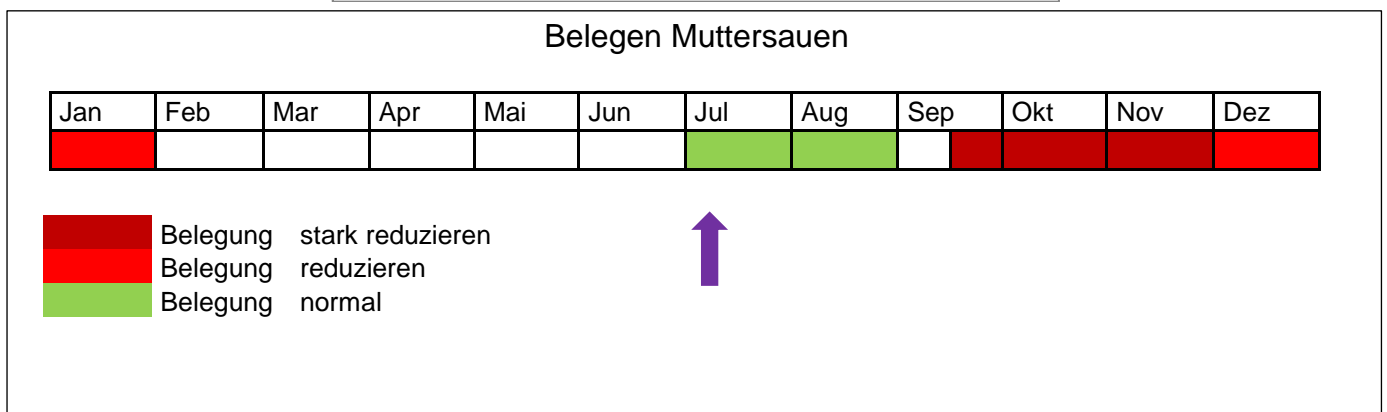 Belegen Muttersauen
Jan Feb Mar Apr Mai Jun Jul Aug Sep Okt Nov Dez
Belegung stark reduzieren
Belegung reduzieren
Belegung normal